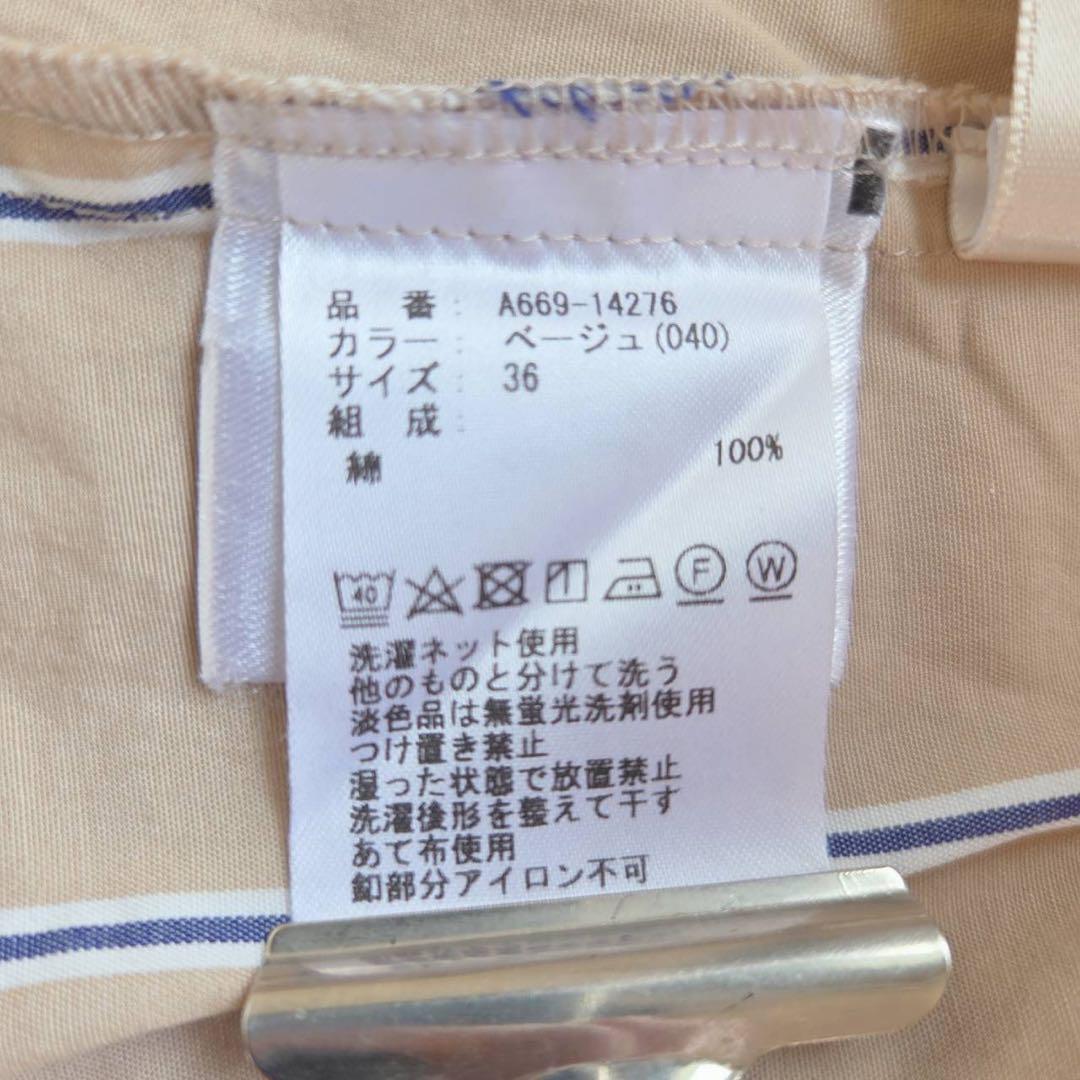 品 番: A669-14276
カラー: ベージュ(040)
サイズ: 36
組 成:
綿 100%
40 F W
洗濯ネット使用
他のものと分けて洗う
淡色品は無蛍光洗剤使用
つけ置き禁止
湿った状態で放置禁止
洗濯後形を整えて干す
あて布使用
釦部分アイロン不可